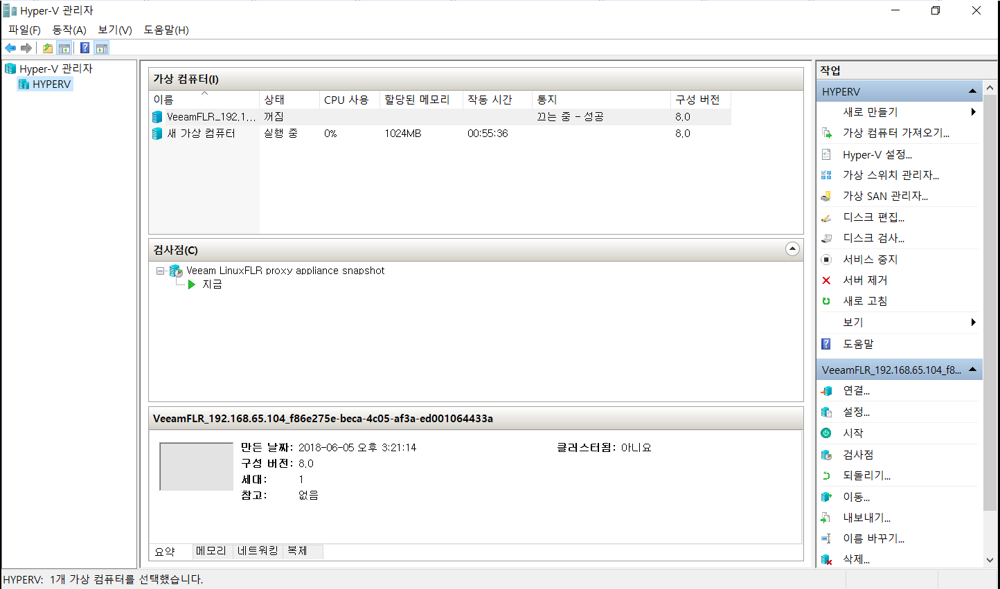 Hyper-V 관리자
파일(F) 동작(A) 보기(V) 도움말(H)
Hyper-V 관리자
HYPERV
가상 컴퓨터(I)
이름 상태 CPU 사용 할당된 메모리 작동 시간 통지 구성 버전
VeeamFLR_192.1... 꺼짐 끄는 중 - 성공 8.0
새 가상 컴퓨터 실행 중 0% 1024MB 00:55:36 8.0
검사점(C)
Veeam LinuxFLR proxy appliance snapshot
지금
VeeamFLR_192.168.65.104_f86e275e-beca-4c05-af3a-ed001064433a
만든 날짜: 2018-06-05 오후 3:21:14 클러스터됨: 아니요
구성 버전: 8.0
세대: 1
참고: 없음
요약 메모리 네트워킹 복제
작업
HYPERV
새로 만들기
가상 컴퓨터 가져오기...
Hyper-V 설정...
가상 스위치 관리자...
가상 SAN 관리자...
디스크 편집...
디스크 검사...
서비스 중지
서버 제거
새로 고침
보기
도움말
VeeamFLR_192.168.65.104_f8...
연결...
설정...
시작
검사점
되돌리기...
이동...
내보내기...
이름 바꾸기...
삭제...
HYPERV: 1개 가상 컴퓨터를 선택했습니다.